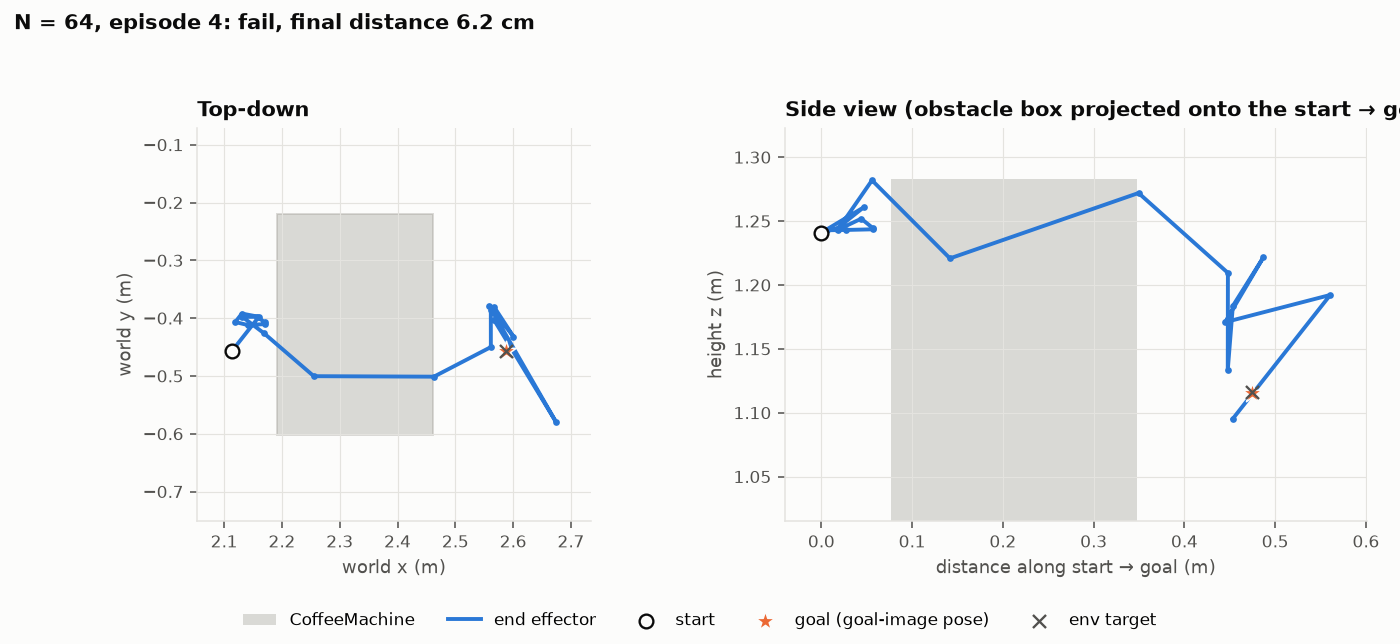 N = 64, episode 4: fail, final distance 6.2 cm
Top-down
−0.1
−0.2
−0.3
−0.4
−0.5
−0.6
−0.7
world y (m)
2.1 2.2 2.3 2.4 2.5 2.6 2.7
world x (m)
Side view (obstacle box projected onto the start → g
1.30
1.25
1.20
1.15
1.10
1.05
height z (m)
0.0 0.1 0.2 0.3 0.4 0.5 0.6
distance along start → goal (m)
CoffeeMachine end effector start goal (goal-image pose) env target